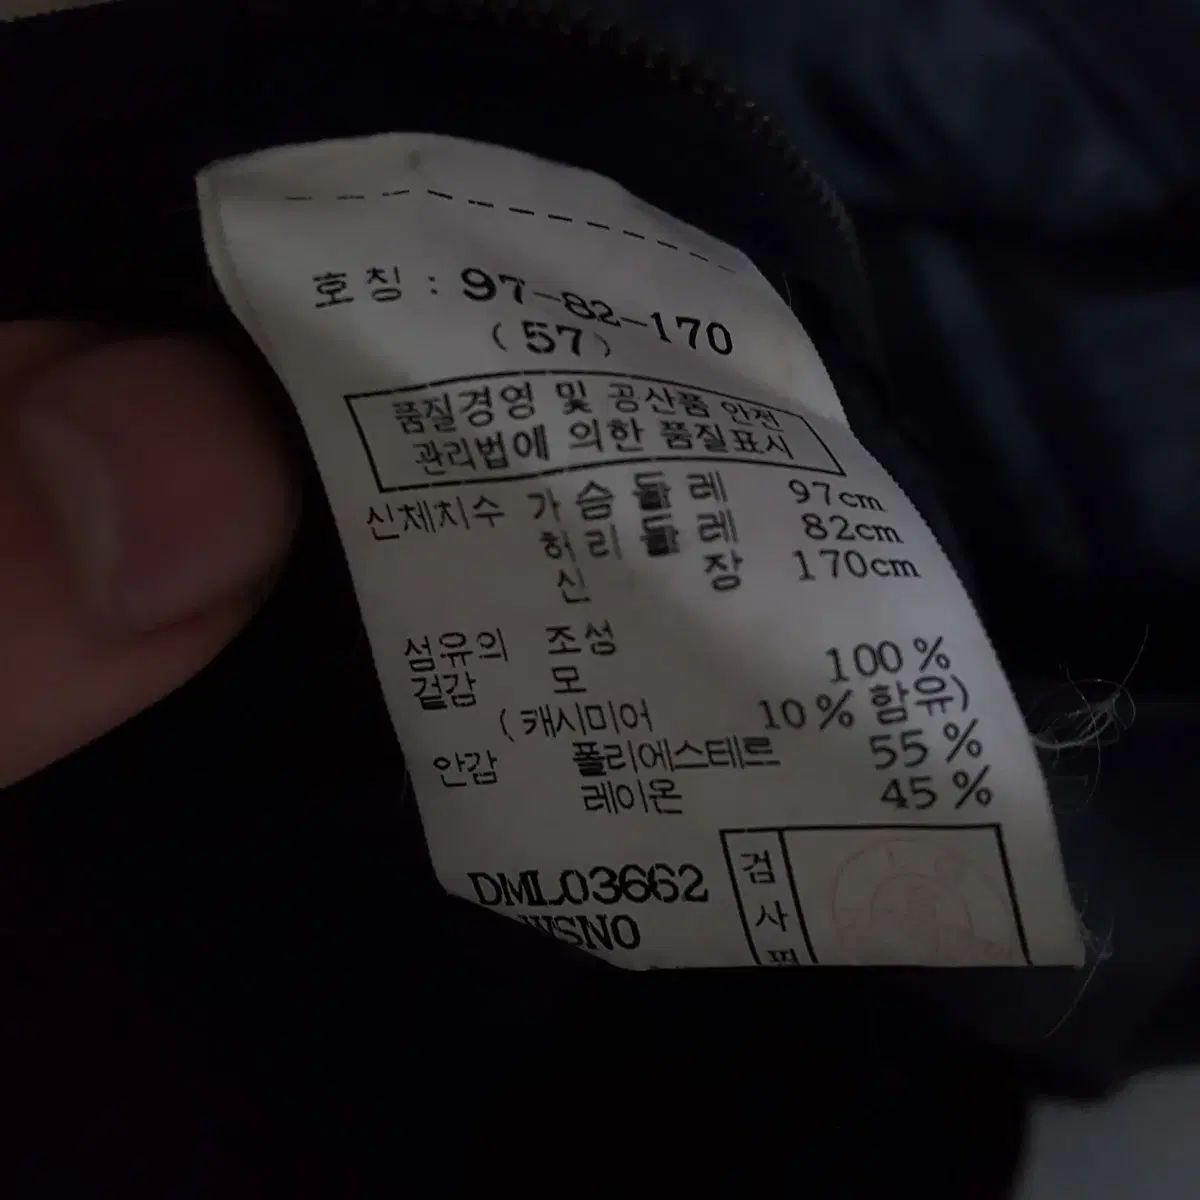 호칭 : 97-82-170
(57)
품질경영 및 공산품 안전
관리법에 의한 품질표시
신체치수 가슴둘레 97cm
허리둘레 82cm
신장 170cm
섬유의 조성
겉감 모 100%
(캐시미어 10% 함유)
안감 폴리에스테르 55%
레이온 45%
DML03662
검
사